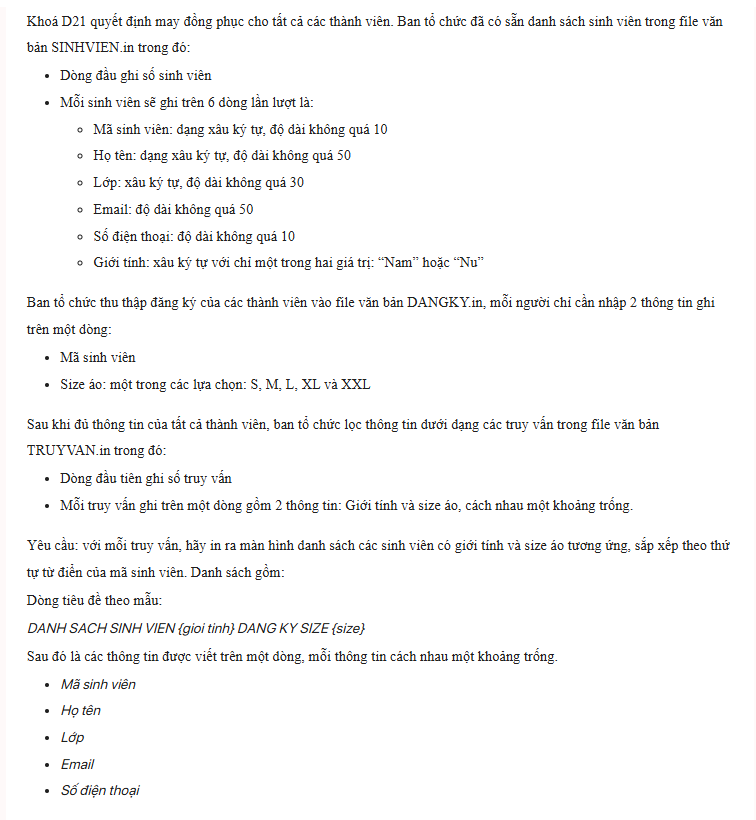 Khoá D21 quyết định may đồng phục cho tất cả các thành viên. Ban tổ chức đã có sẵn danh sách sinh viên trong file văn
bản SINHVIEN.in trong đó:
• Dòng đầu ghi số sinh viên
• Mỗi sinh viên sẽ ghi trên 6 dòng lần lượt là:
◦ Mã sinh viên: dạng xâu ký tự, độ dài không quá 10
◦ Họ tên: dạng xâu ký tự, độ dài không quá 50
◦ Lớp: xâu ký tự, độ dài không quá 30
◦ Email: độ dài không quá 50
◦ Số điện thoại: độ dài không quá 10
◦ Giới tính: xâu ký tự với chỉ một trong hai giá trị: “Nam” hoặc “Nu”
Ban tổ chức thu thập đăng ký của các thành viên vào file văn bản DANGKY.in, mỗi người chỉ cần nhập 2 thông tin ghi
trên một dòng:
• Mã sinh viên
• Size áo: một trong các lựa chọn: S, M, L, XL và XXL
Sau khi đủ thông tin của tất cả thành viên, ban tổ chức lọc thông tin dưới dạng các truy vấn trong file văn bản
TRUYVAN.in trong đó:
• Dòng đầu tiên ghi số truy vấn
• Mỗi truy vấn ghi trên một dòng gồm 2 thông tin: Giới tính và size áo, cách nhau một khoảng trống.
Yêu cầu: với mỗi truy vấn, hãy in ra màn hình danh sách các sinh viên có giới tính và size áo tương ứng, sắp xếp theo thứ
tự từ điển của mã sinh viên. Danh sách gồm:
Dòng tiêu đề theo mẫu:
DANH SACH SINH VIEN {gioi tinh} DANG KY SIZE {size}
Sau đó là các thông tin được viết trên một dòng, mỗi thông tin cách nhau một khoảng trống.
• Mã sinh viên
• Họ tên
• Lớp
• Email
• Số điện thoại